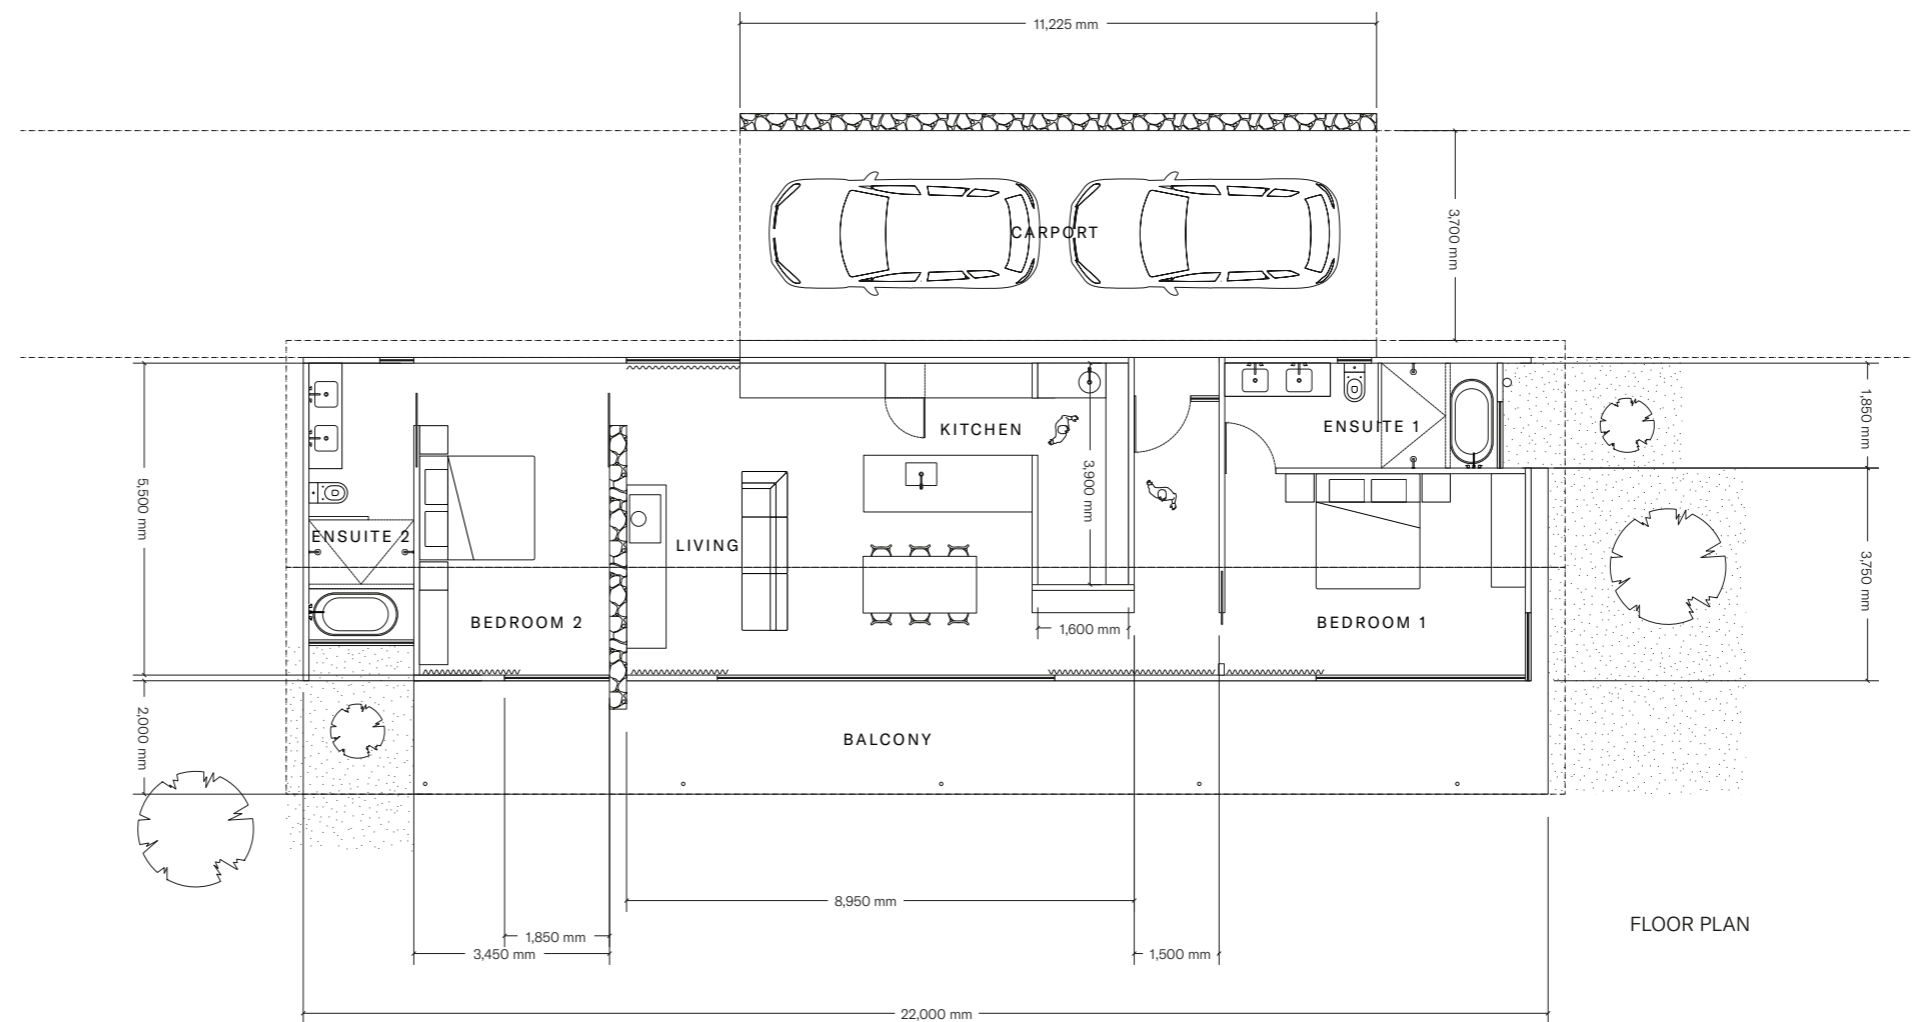 11,225 mm
3,700 mm
CARPORT
KITCHEN
ENSUITE 1
1,850 mm
3,900 mm
5,500 mm
ENSUITE 2
LIVING
3,750 mm
BEDROOM 2
1,600 mm
BEDROOM 1
2,000 mm
BALCONY
8,950 mm
FLOOR PLAN
1,850 mm
3,450 mm
1,500 mm
22,000 mm